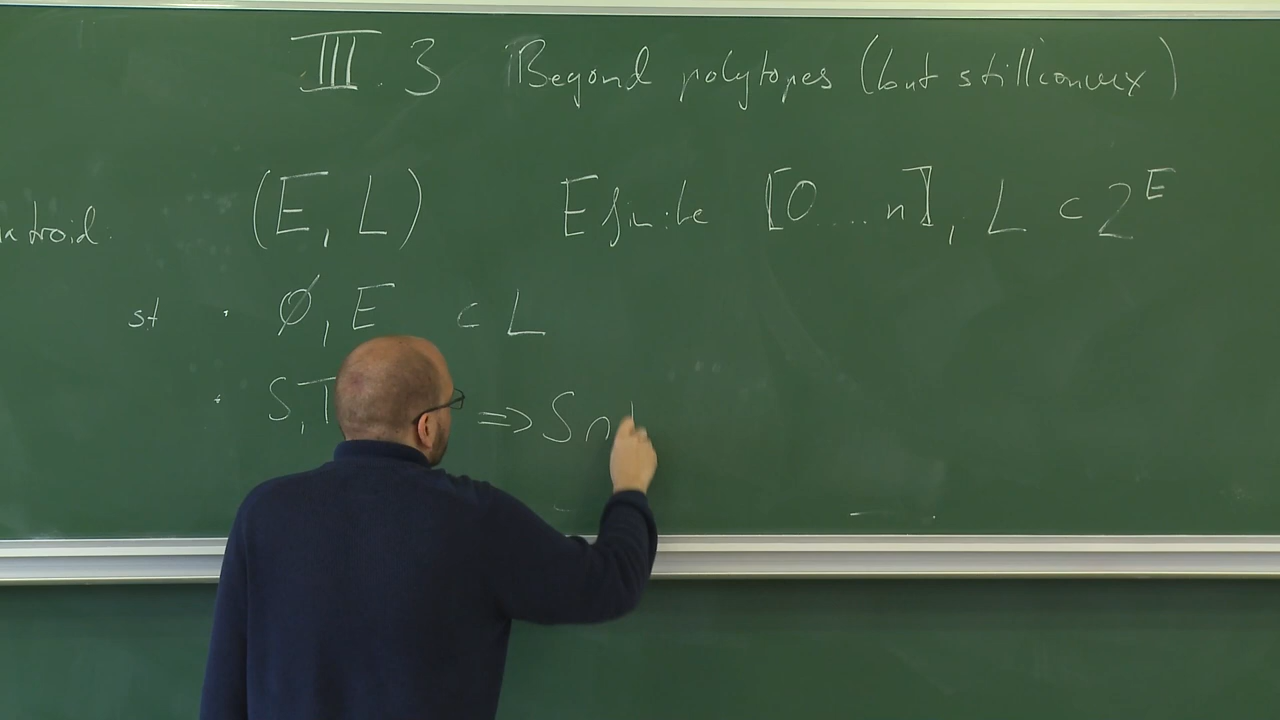 III.3 Beyond polytopes (but still convex)
(E, L) E finite [0....n], L ⊂ 2^E
atroid.
st · ∅, E ⊂ L
· S,T => S ∩